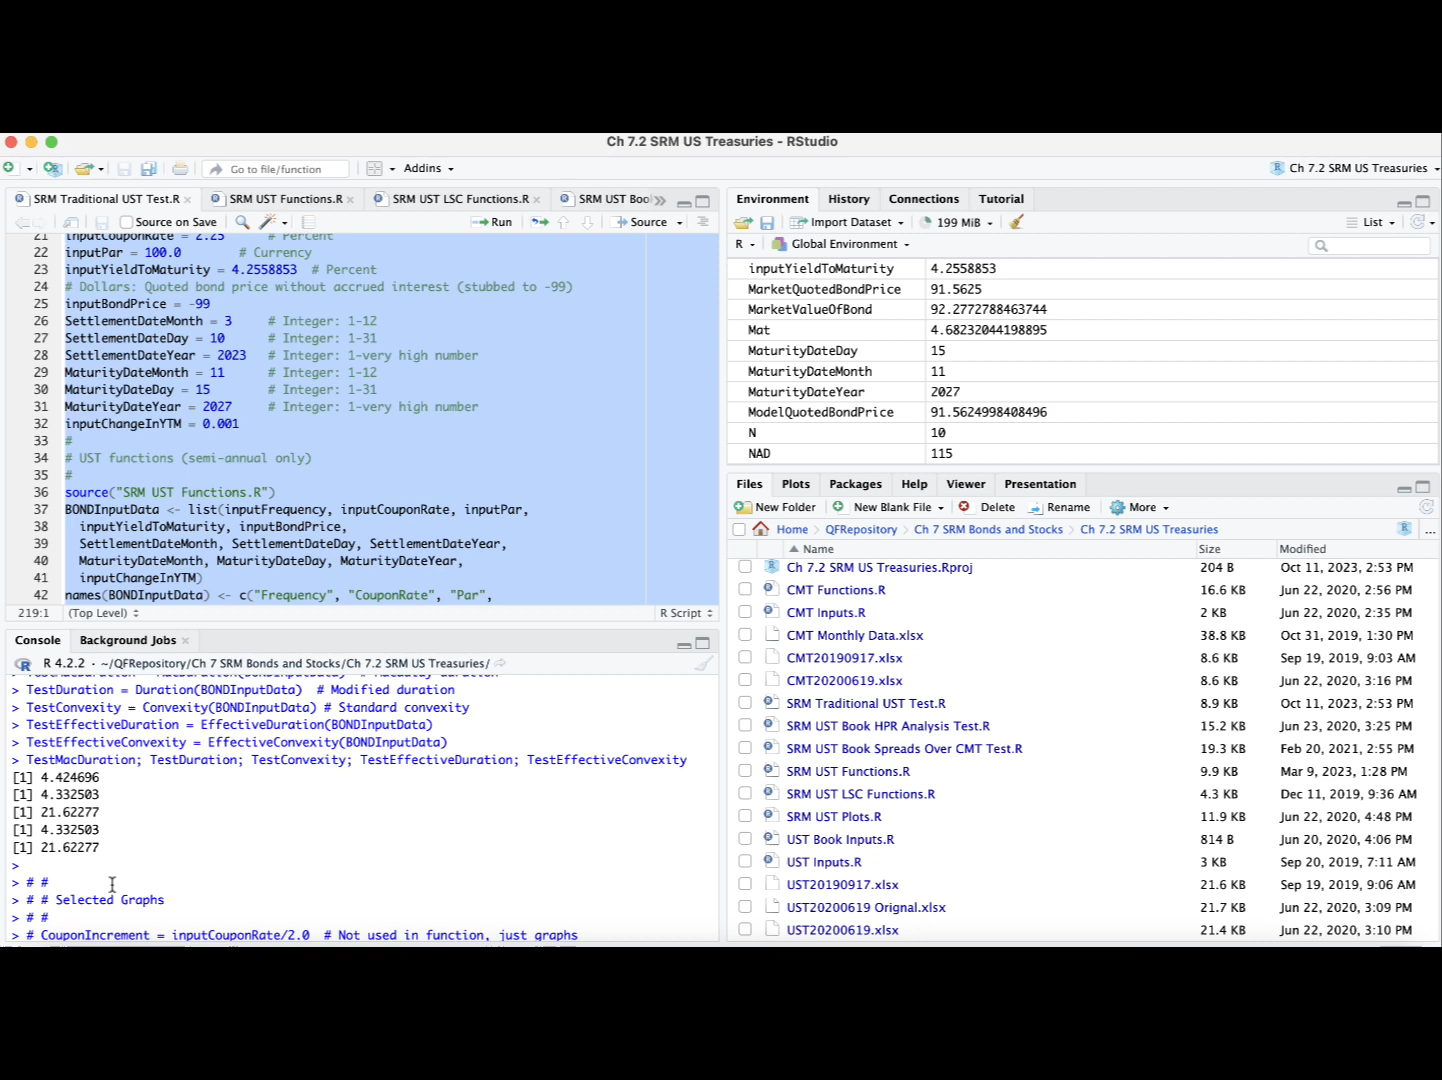 Ch 7.2 SRM US Treasuries - RStudio
Go to file/function
Addins
Ch 7.2 SRM US Treasuries
SRM Traditional UST Test.R
SRM UST Functions.R
SRM UST LSC Functions.R
SRM UST Boo
Source on Save
Run
Source
21 inputCouponRate = 2.25 # Percent
22 inputPar = 100.0 # Currency
23 inputYieldToMaturity = 4.2558853 # Percent
24 # Dollars: Quoted bond price without accrued interest (stubbed to -99)
25 inputBondPrice = -99
26 SettlementDateMonth = 3 # Integer: 1-12
27 SettlementDateDay = 10 # Integer: 1-31
28 SettlementDateYear = 2023 # Integer: 1-very high number
29 MaturityDateMonth = 11 # Integer: 1-12
30 MaturityDateDay = 15 # Integer: 1-31
31 MaturityDateYear = 2027 # Integer: 1-very high number
32 inputChangeInYTM = 0.001
33 #
34 # UST functions (semi-annual only)
35 #
36 source("SRM UST Functions.R")
37 BONDInputData <- list(inputFrequency, inputCouponRate, inputPar,
38 inputYieldToMaturity, inputBondPrice,
39 SettlementDateMonth, SettlementDateDay, SettlementDateYear,
40 MaturityDateMonth, MaturityDateDay, MaturityDateYear,
41 inputChangeInYTM)
42 names(BONDInputData) <- c("Frequency", "CouponRate", "Par",
219:1 (Top Level) R Script
Console Background Jobs
R 4.2.2 · ~/QFRepository/Ch 7 SRM Bonds and Stocks/Ch 7.2 SRM US Treasuries/
> TestMacDuration = MacDuration(BONDInputData) # Macaulay duration
> TestDuration = Duration(BONDInputData) # Modified duration
> TestConvexity = Convexity(BONDInputData) # Standard convexity
> TestEffectiveDuration = EffectiveDuration(BONDInputData)
> TestEffectiveConvexity = EffectiveConvexity(BONDInputData)
> TestMacDuration; TestDuration; TestConvexity; TestEffectiveDuration; TestEffectiveConvexity
[1] 4.424696
[1] 4.332503
[1] 21.62277
[1] 4.332503
[1] 21.62277
>
> # #
> # # Selected Graphs
> # #
> # CouponIncrement = inputCouponRate/2.0 # Not used in function, just graphs
Environment History Connections Tutorial
Import Dataset 199 MiB List
R Global Environment
inputYieldToMaturity 4.2558853
MarketQuotedBondPrice 91.5625
MarketValueOfBond 92.2772788463744
Mat 4.68232044198895
MaturityDateDay 15
MaturityDateMonth 11
MaturityDateYear 2027
ModelQuotedBondPrice 91.5624998408496
N 10
NAD 115
Files Plots Packages Help Viewer Presentation
New Folder New Blank File Delete Rename More
Home QFRepository Ch 7 SRM Bonds and Stocks Ch 7.2 SRM US Treasuries ...
Name Size Modified
Ch 7.2 SRM US Treasuries.Rproj 204 B Oct 11, 2023, 2:53 PM
CMT Functions.R 16.6 KB Jun 22, 2020, 2:56 PM
CMT Inputs.R 2 KB Jun 22, 2020, 2:35 PM
CMT Monthly Data.xlsx 38.8 KB Oct 31, 2019, 1:30 PM
CMT20190917.xlsx 8.6 KB Sep 19, 2019, 9:03 AM
CMT20200619.xlsx 8.6 KB Jun 22, 2020, 3:16 PM
SRM Traditional UST Test.R 8.9 KB Oct 11, 2023, 2:53 PM
SRM UST Book HPR Analysis Test.R 15.2 KB Jun 23, 2020, 3:25 PM
SRM UST Book Spreads Over CMT Test.R 19.3 KB Feb 20, 2021, 2:55 PM
SRM UST Functions.R 9.9 KB Mar 9, 2023, 1:28 PM
SRM UST LSC Functions.R 4.3 KB Dec 11, 2019, 9:36 AM
SRM UST Plots.R 11.9 KB Jun 22, 2020, 4:48 PM
UST Book Inputs.R 814 B Jun 20, 2020, 4:06 PM
UST Inputs.R 3 KB Sep 20, 2019, 7:11 AM
UST20190917.xlsx 21.6 KB Sep 19, 2019, 9:06 AM
UST20200619 Orignal.xlsx 21.7 KB Jun 22, 2020, 3:09 PM
UST20200619.xlsx 21.4 KB Jun 22, 2020, 3:10 PM